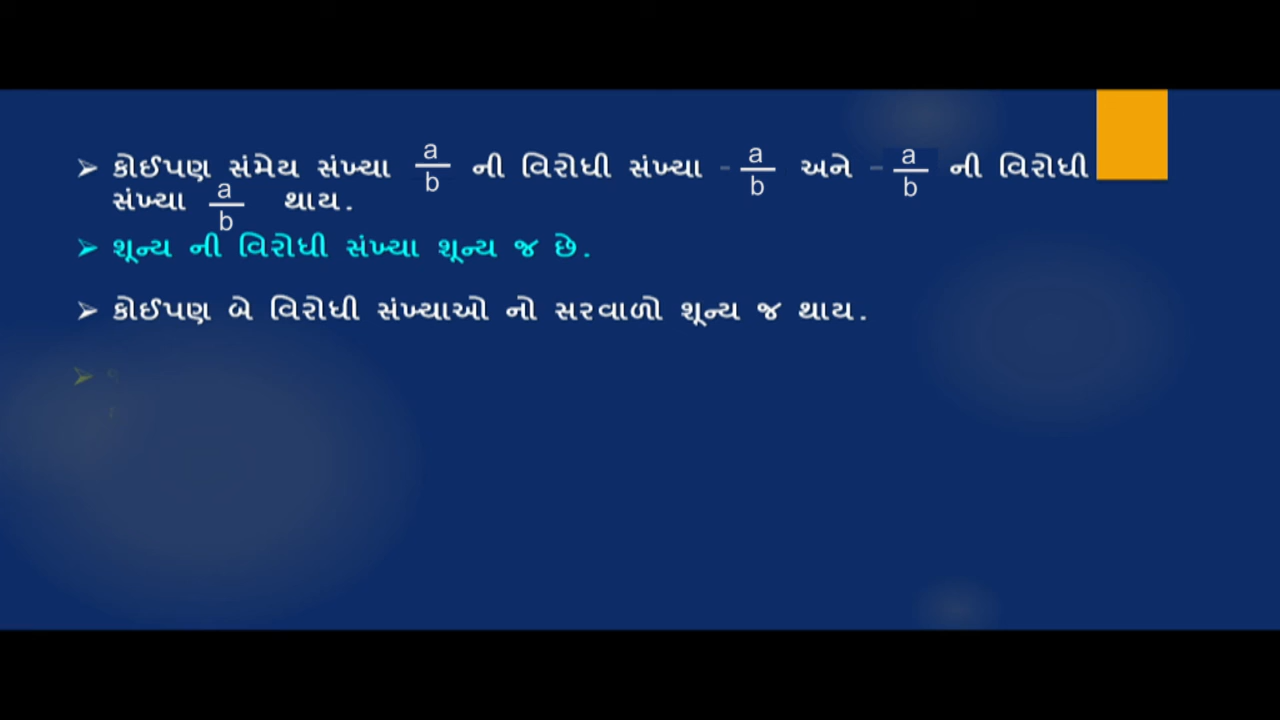 ➢ કોઈપણ સંમેય સંખ્યા a/b ની વિરોધી સંખ્યા -a/b અને -a/b ની વિરોધી
સંખ્યા a/b થાય.
➢ શૂન્ય ની વિરોધી સંખ્યા શૂન્ય જ છે.
➢ કોઈપણ બે વિરોધી સંખ્યાઓ નો સરવાળો શૂન્ય જ થાય.